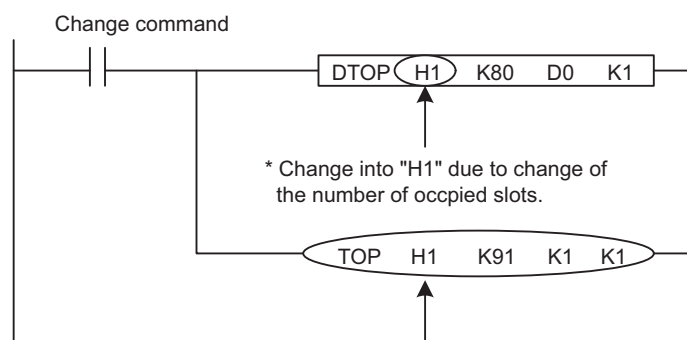 Change command
DTOP H1 K80 D0 K1
* Change into "H1" due to change of
the number of occpied slots.
TOP H1 K91 K1 K1